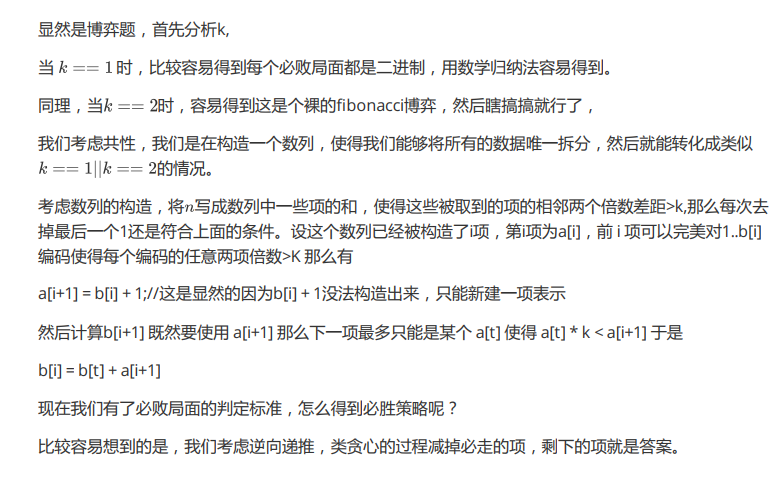 显然是博弈题，首先分析k,
当 k == 1 时，比较容易得到每个必败局面都是二进制，用数学归纳法容易得到。
同理，当k == 2时，容易得到这是个裸的fibonacci博弈，然后瞎搞搞就行了，
我们考虑共性，我们是在构造一个数列，使得我们能够将所有的数据唯一拆分，然后就能转化成类似
k == 1||k == 2的情况。
考虑数列的构造，将n写成数列中一些项的和，使得这些被取到的项的相邻两个倍数差距>k,那么每次去
掉最后一个1还是符合上面的条件。设这个数列已经被构造了i项，第i项为a[i]，前 i 项可以完美对1..b[i]
编码使得每个编码的任意两项倍数>K 那么有
a[i+1] = b[i] + 1;//这是显然的因为b[i] + 1没法构造出来，只能新建一项表示
然后计算b[i+1] 既然要使用 a[i+1] 那么下一项最多只能是某个 a[t] 使得 a[t] * k < a[i+1] 于是
b[i] = b[t] + a[i+1]
现在我们有了必败局面的判定标准，怎么得到必胜策略呢？
比较容易想到的是，我们考虑逆向递推，类贪心的过程减掉必走的项，剩下的项就是答案。